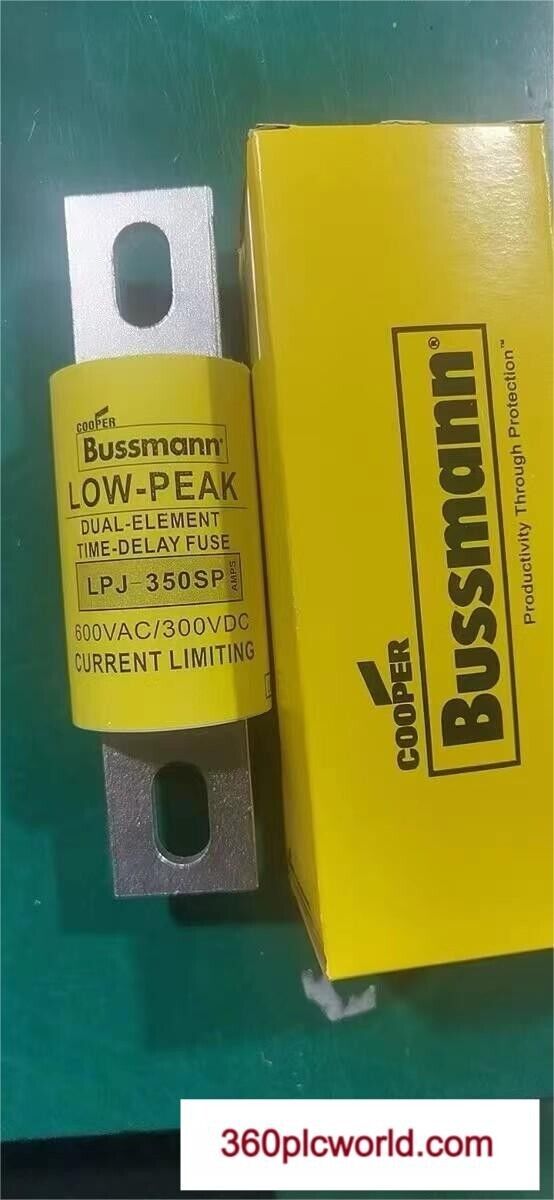 COOPER
Bussmann
LOW-PEAK
DUAL-ELEMENT
TIME-DELAY FUSE
LPJ-350SP AMPS
600VAC/300VDC
CURRENT LIMITING
COOPER
Bussmann®
Productivity Through Protection™
360plcworld.com